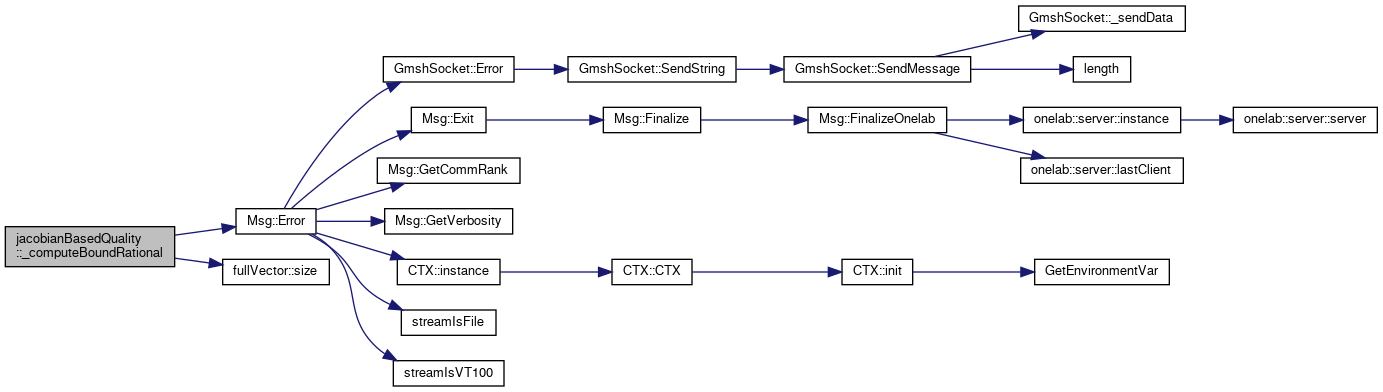 jacobianBasedQuality
::_computeBoundRational
Msg::Error
fullVector::size
GmshSocket::Error
Msg::Exit
Msg::GetCommRank
Msg::GetVerbosity
CTX::instance
streamIsFile
streamIsVT100
GmshSocket::SendString
Msg::Finalize
CTX::CTX
GmshSocket::SendMessage
Msg::FinalizeOnelab
CTX::init
GmshSocket::_sendData
length
onelab::server::instance
onelab::server::lastClient
GetEnvironmentVar
onelab::server::server